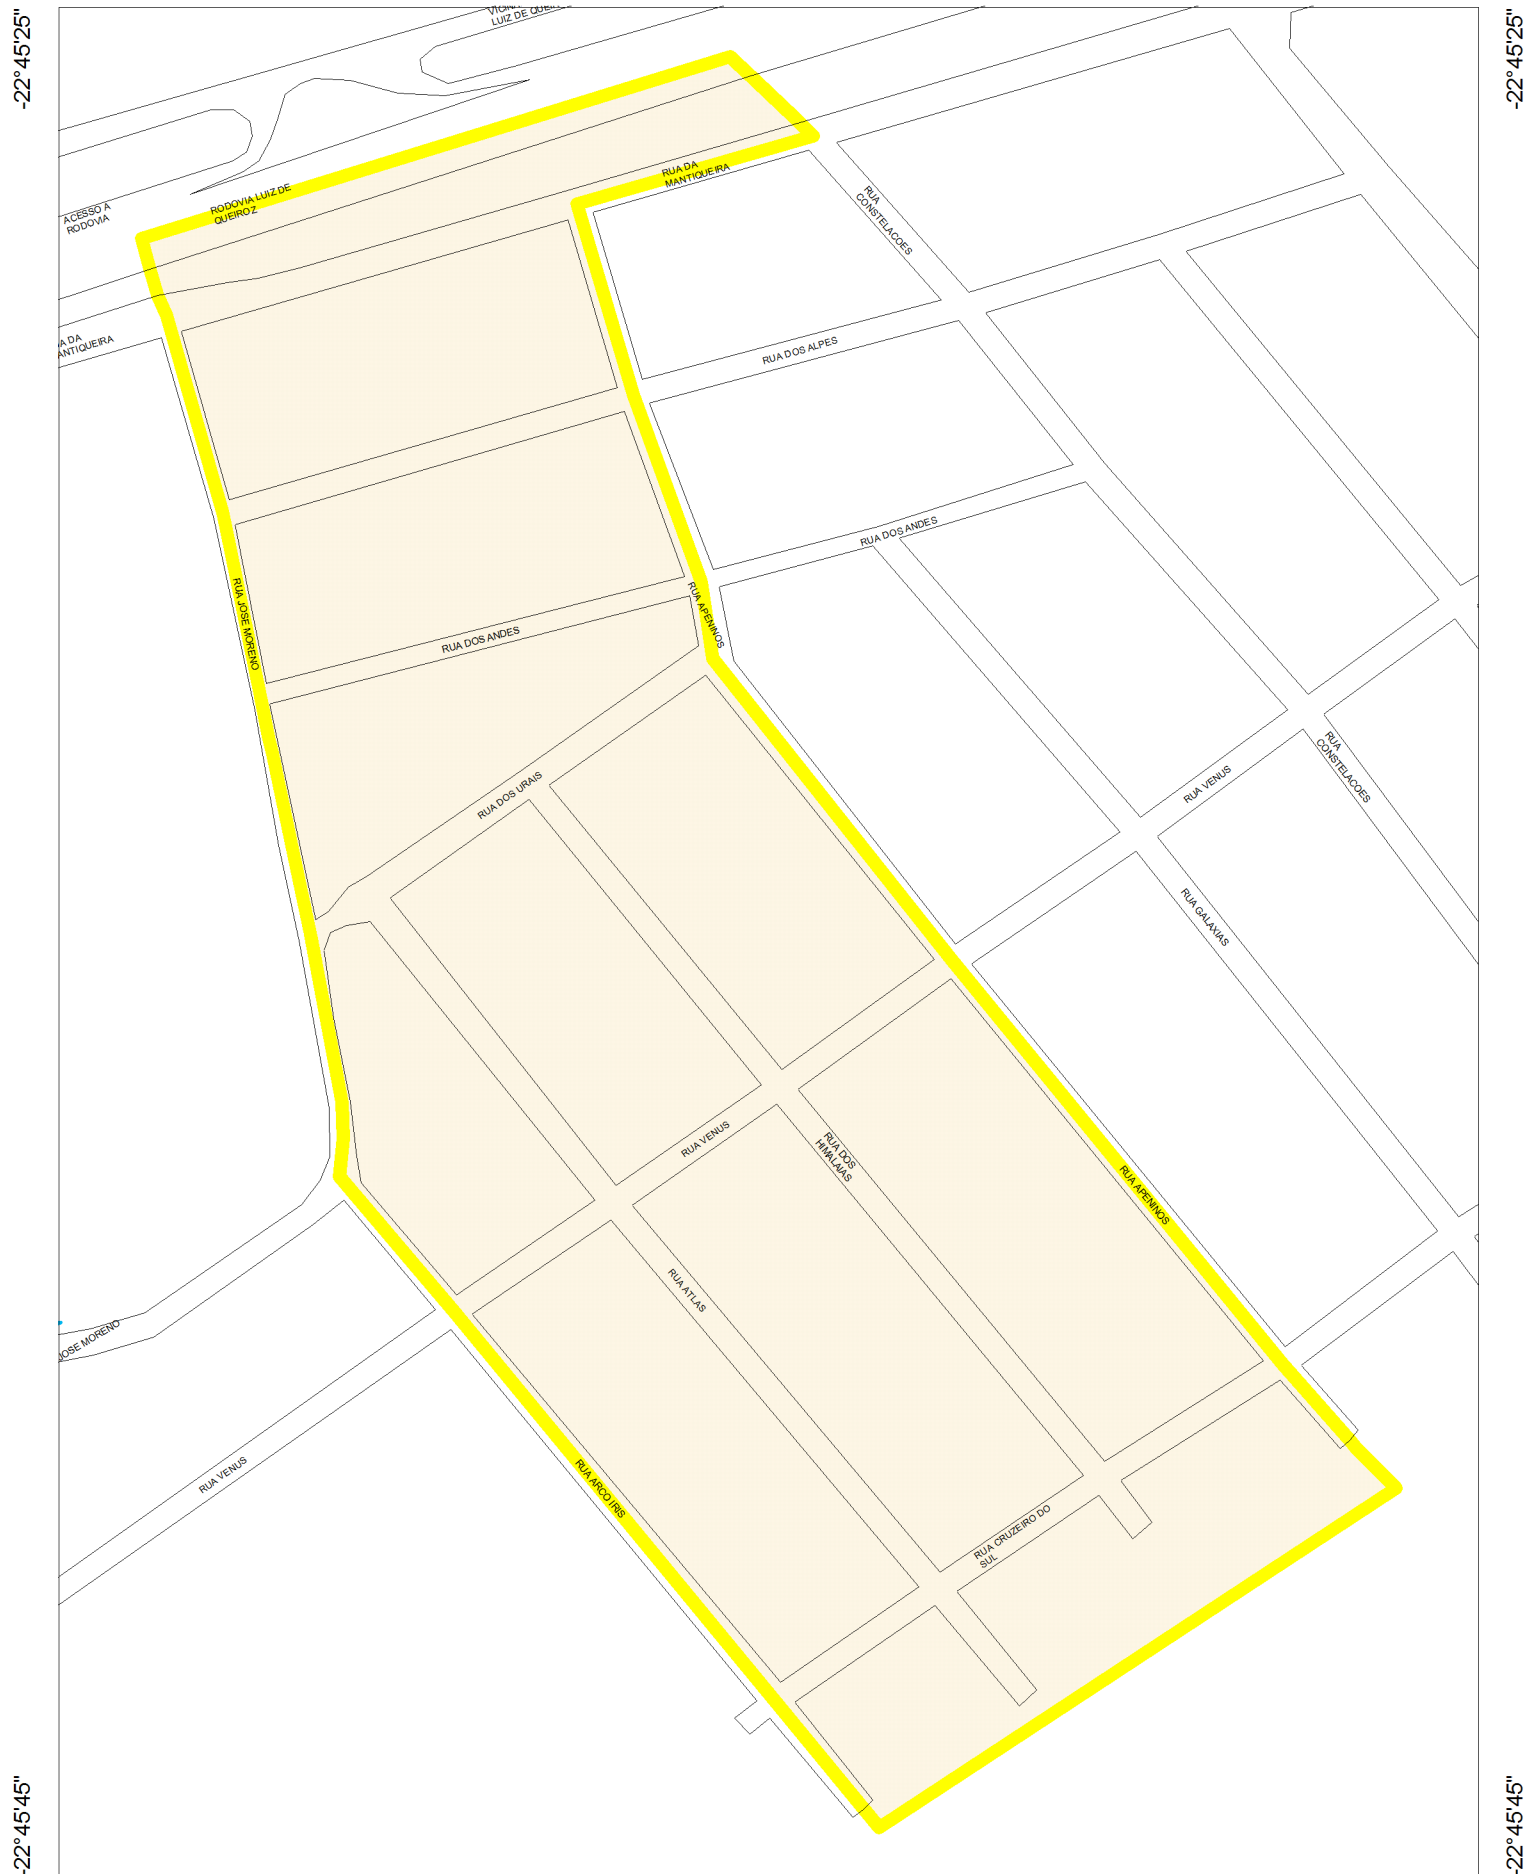 -22°45'25"
-22°45'25"
LUIZ DE
RODOVIA LUIZ DE
QUEIROZ
ACESSO A
RODOVIA
RUA DA
MANTIQUEIRA
RUA
CONSTELACOES
RUA DOS ALPES
RUA DOS ANDES
RUA JOSE MORENO
RUA APENINOS
RUA DOS ANDES
RUA DOS URAIS
RUA VENUS
RUA
CONSTELACOES
RUA GALAXIAS
RUA VENUS
RUA DOS
HIMALAIAS
RUA APENINOS
RUA ATLAS
JOSE MORENO
RUA VENUS
RUA ARCO IRIS
RUA CRUZEIRO DO
SUL
-22°45'45"
-22°45'45"